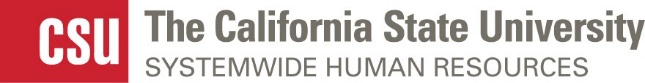 CSU
The California State University
SYSTEMWIDE HUMAN RESOURCES